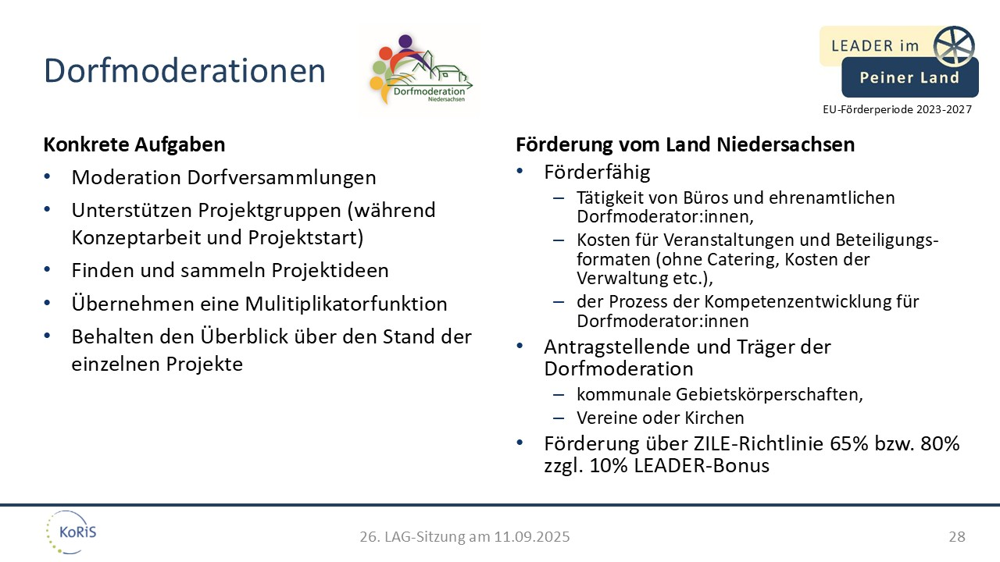 Dorfmoderationen
Dorfmoderation
Niedersachsen
LEADER im
Peiner Land
EU-Förderperiode 2023-2027
Konkrete Aufgaben
• Moderation Dorfversammlungen
• Unterstützen Projektgruppen (während
Konzeptarbeit und Projektstart)
• Finden und sammeln Projektideen
• Übernehmen eine Mulitiplikatorfunktion
• Behalten den Überblick über den Stand der
einzelnen Projekte
Förderung vom Land Niedersachsen
• Förderfähig
– Tätigkeit von Büros und ehrenamtlichen
Dorfmoderator:innen,
– Kosten für Veranstaltungen und Beteiligungs-
formaten (ohne Catering, Kosten der
Verwaltung etc.),
– der Prozess der Kompetenzentwicklung für
Dorfmoderator:innen
• Antragstellende und Träger der
Dorfmoderation
– kommunale Gebietskörperschaften,
– Vereine oder Kirchen
• Förderung über ZILE-Richtlinie 65% bzw. 80%
zzgl. 10% LEADER-Bonus
KoRiS
26. LAG-Sitzung am 11.09.2025
28